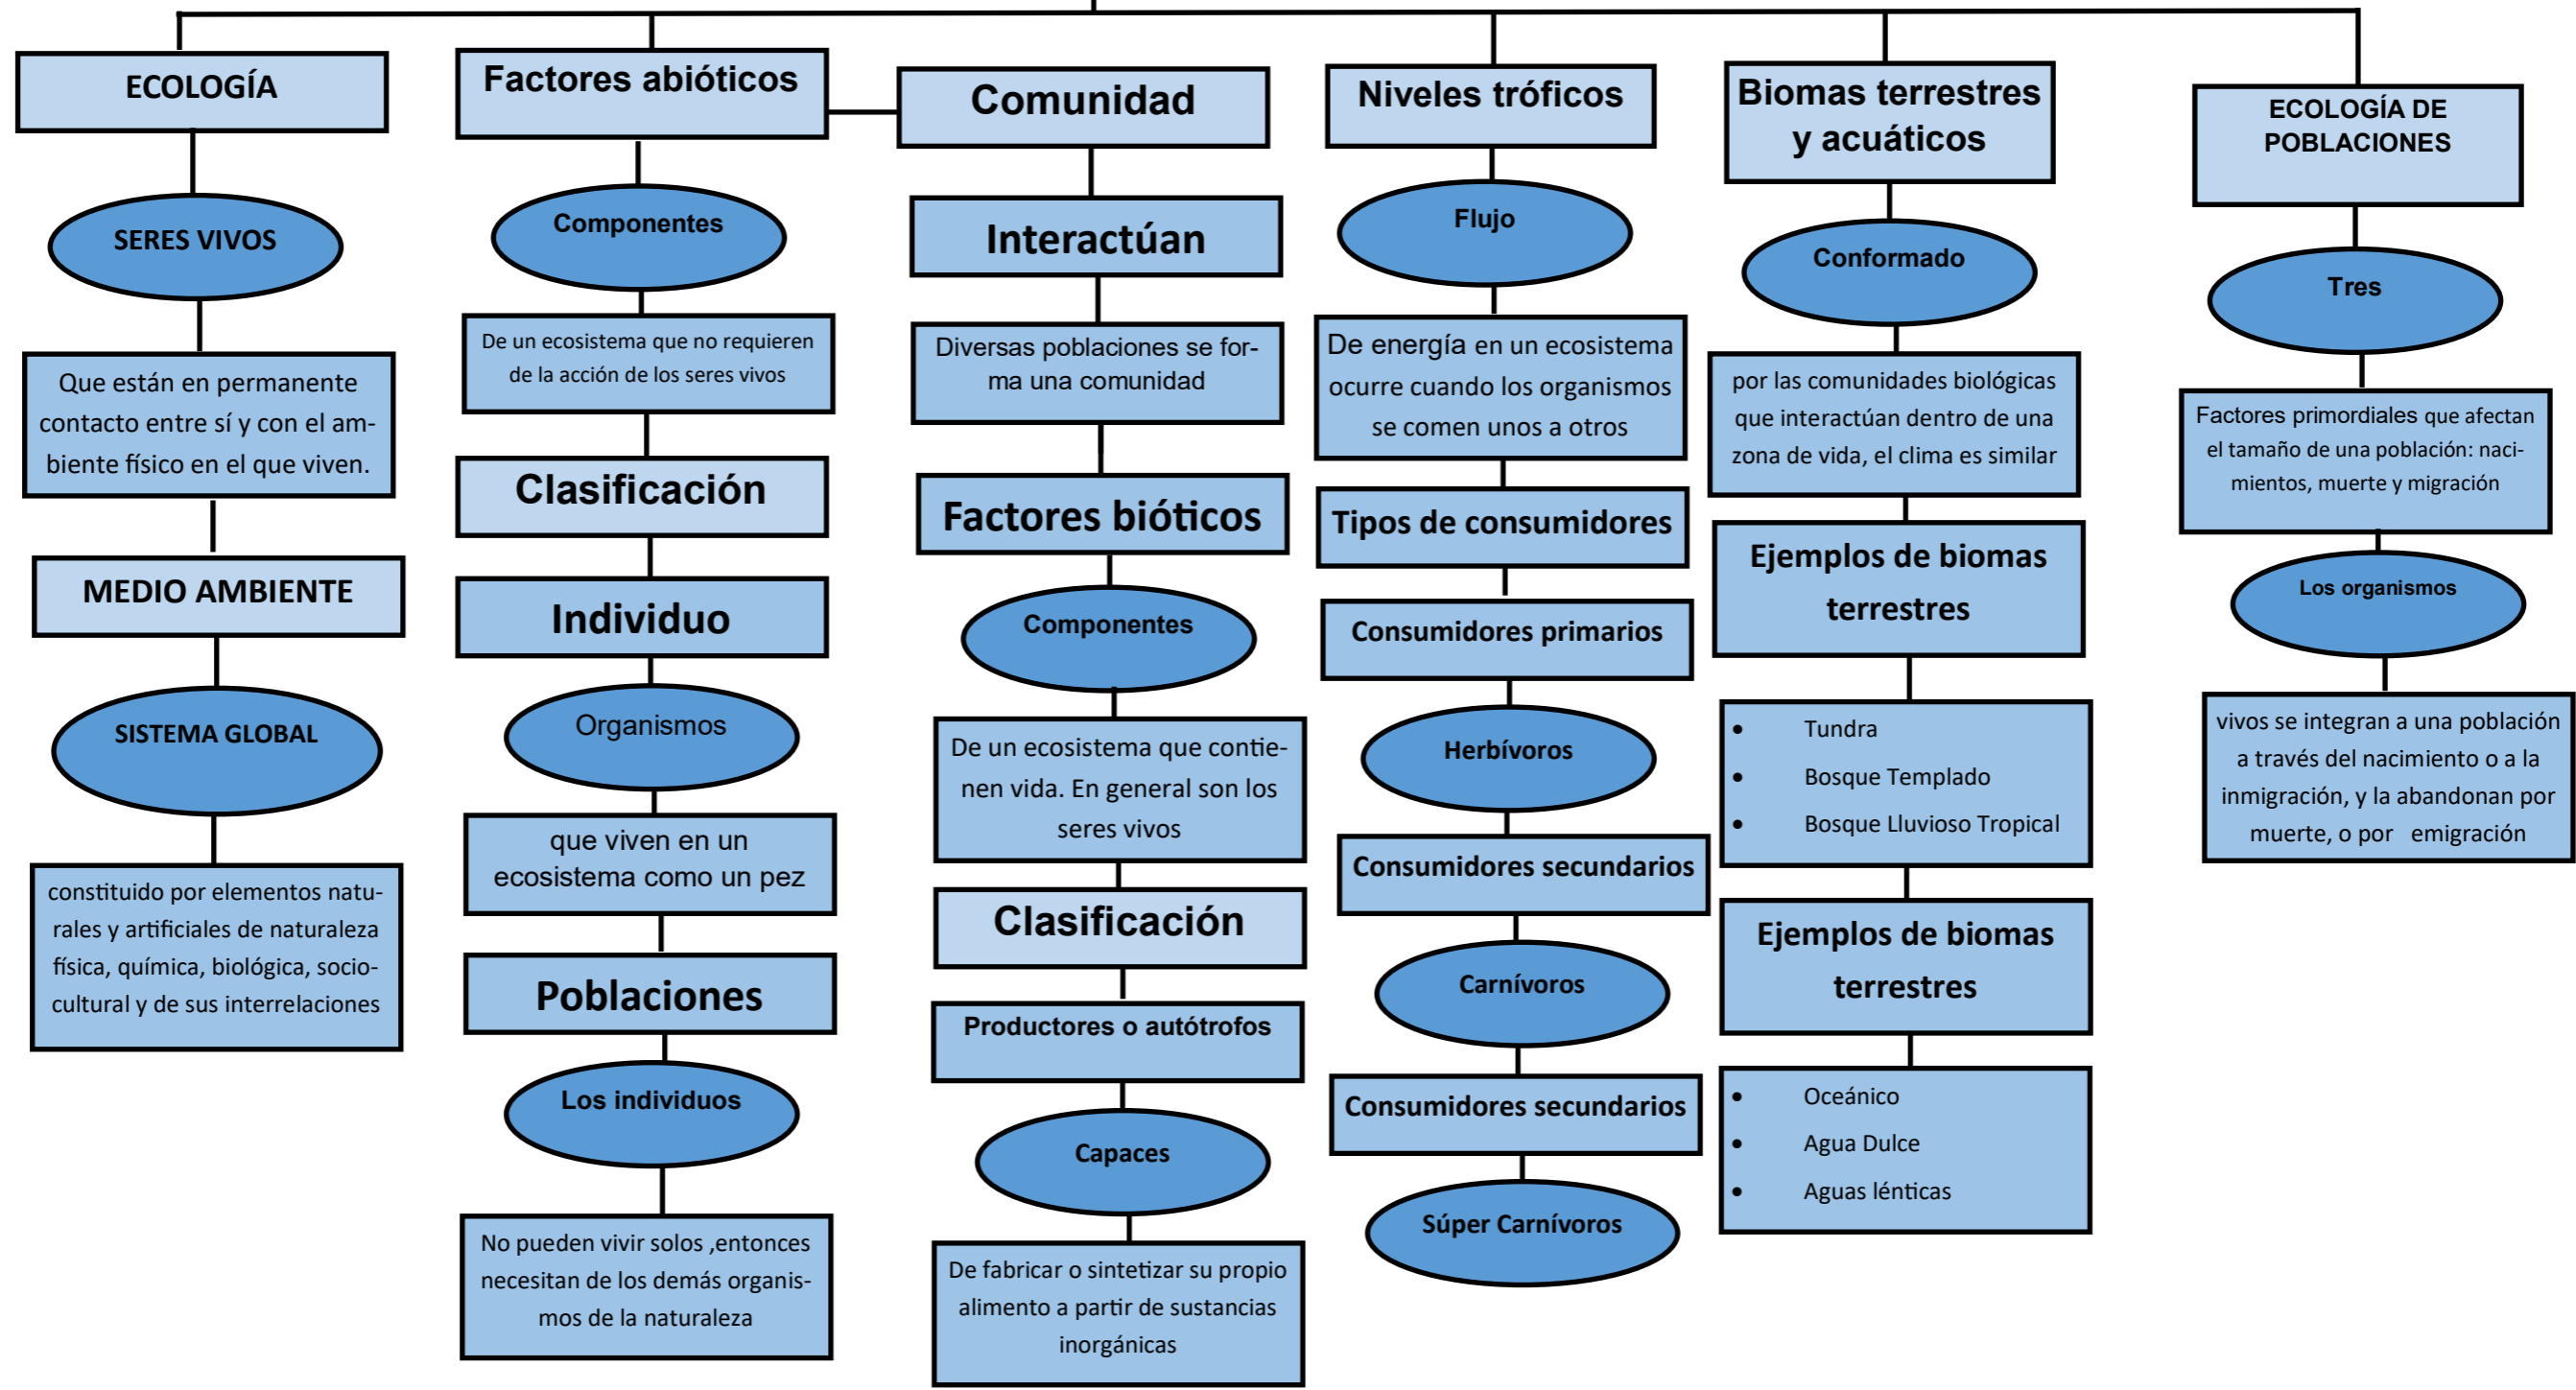 ECOLOGÍA
SERES VIVOS
Que están en permanente
contacto entre sí y con el am-
biente físico en el que viven.
MEDIO AMBIENTE
SISTEMA GLOBAL
constituido por elementos natu-
rales y artificiales de naturaleza
física, química, biológica, socio-
cultural y de sus interrelaciones
Factores abióticos
Componentes
De un ecosistema que no requieren
de la acción de los seres vivos
Clasificación
Individuo
Organismos
que viven en un
ecosistema como un pez
Poblaciones
Los individuos
No pueden vivir solos ,entonces
necesitan de los demás organis-
mos de la naturaleza
Comunidad
Interactúan
Diversas poblaciones se for-
ma una comunidad
Factores bióticos
Componentes
De un ecosistema que contie-
nen vida. En general son los
seres vivos
Clasificación
Productores o autótrofos
Capaces
De fabricar o sintetizar su propio
alimento a partir de sustancias
inorgánicas
Niveles tróficos
Flujo
De energía en un ecosistema
ocurre cuando los organismos
se comen unos a otros
Tipos de consumidores
Consumidores primarios
Herbívoros
Consumidores secundarios
Carnívoros
Consumidores secundarios
Súper Carnívoros
Biomas terrestres
y acuáticos
Conformado
por las comunidades biológicas
que interactúan dentro de una
zona de vida, el clima es similar
Ejemplos de biomas
terrestres
• Tundra
• Bosque Templado
• Bosque Lluvioso Tropical
Ejemplos de biomas
terrestres
• Oceánico
• Agua Dulce
• Aguas lénticas
ECOLOGÍA DE
POBLACIONES
Tres
Factores primordiales que afectan
el tamaño de una población: naci-
mientos, muerte y migración
Los organismos
vivos se integran a una población
a través del nacimiento o a la
inmigración, y la abandonan por
muerte, o por emigración